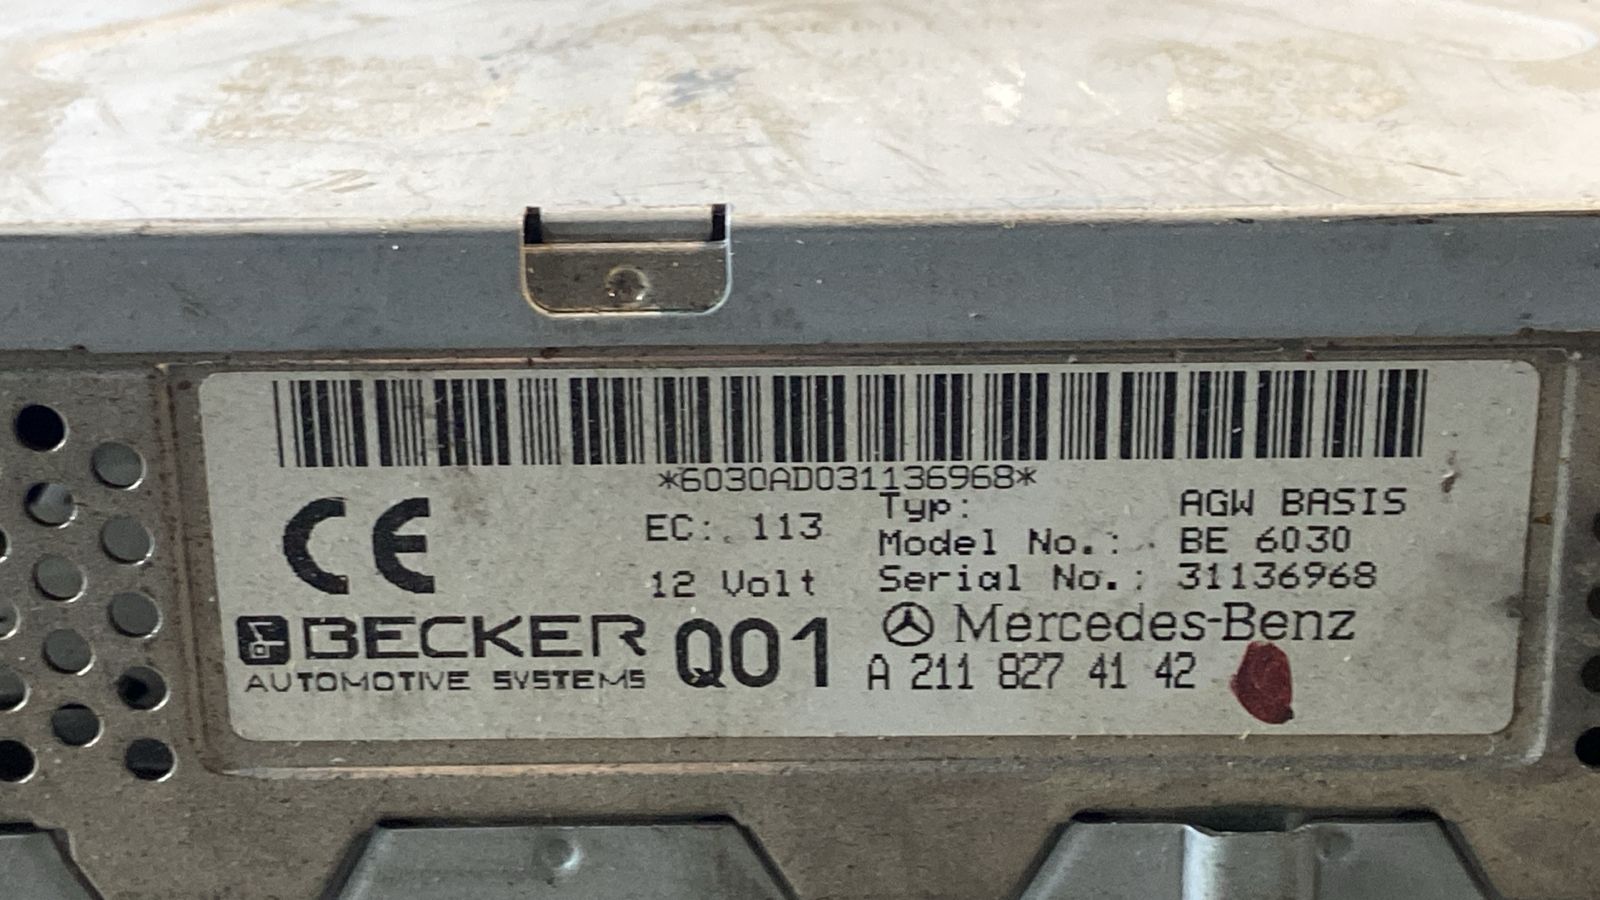 *6030AD031136968*
EC: 113
12 Volt
Typ: AGW BASIS
Model No.: BE 6030
Serial No.: 31136968
CE
BECKER
AUTOMOTIVE SYSTEMS
Q01
Mercedes-Benz
A 211 827 41 42